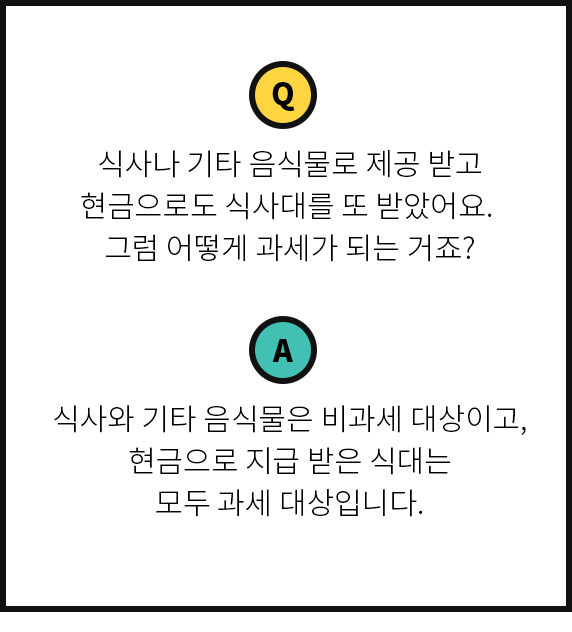 Q
식사나 기타 음식물로 제공 받고
현금으로도 식사대를 또 받았어요.
그럼 어떻게 과세가 되는 거죠?
A
식사와 기타 음식물은 비과세 대상이고,
현금으로 지급 받은 식대는
모두 과세 대상입니다.